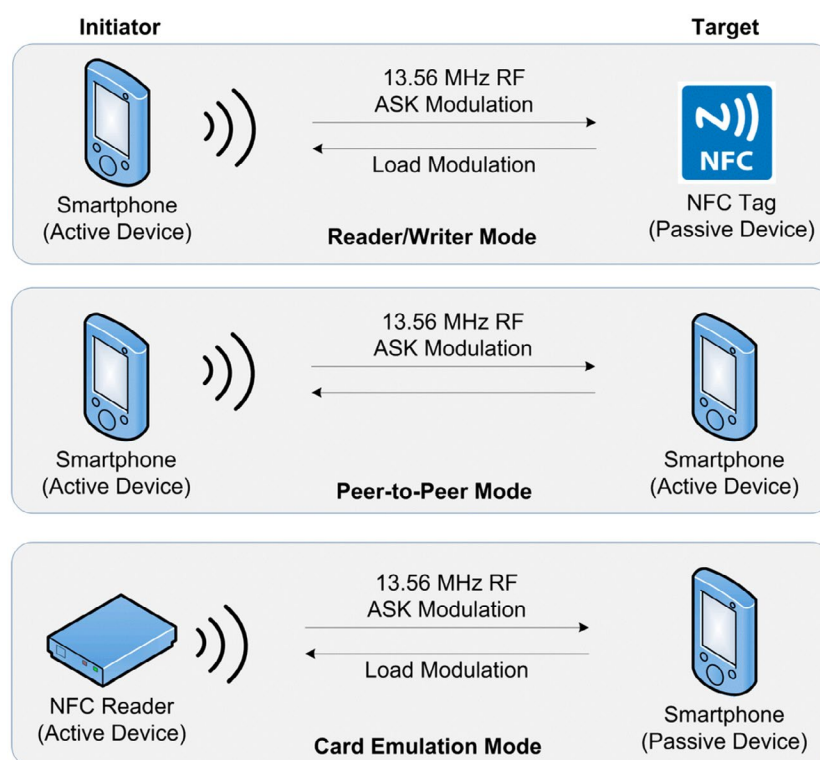 Initiator
Target
13.56 MHz RF
ASK Modulation
Load Modulation
NFC
Smartphone
(Active Device)
NFC Tag
(Passive Device)
Reader/Writer Mode
13.56 MHz RF
ASK Modulation
Smartphone
(Active Device)
Smartphone
(Active Device)
Peer-to-Peer Mode
13.56 MHz RF
ASK Modulation
Load Modulation
NFC Reader
(Active Device)
Smartphone
(Passive Device)
Card Emulation Mode